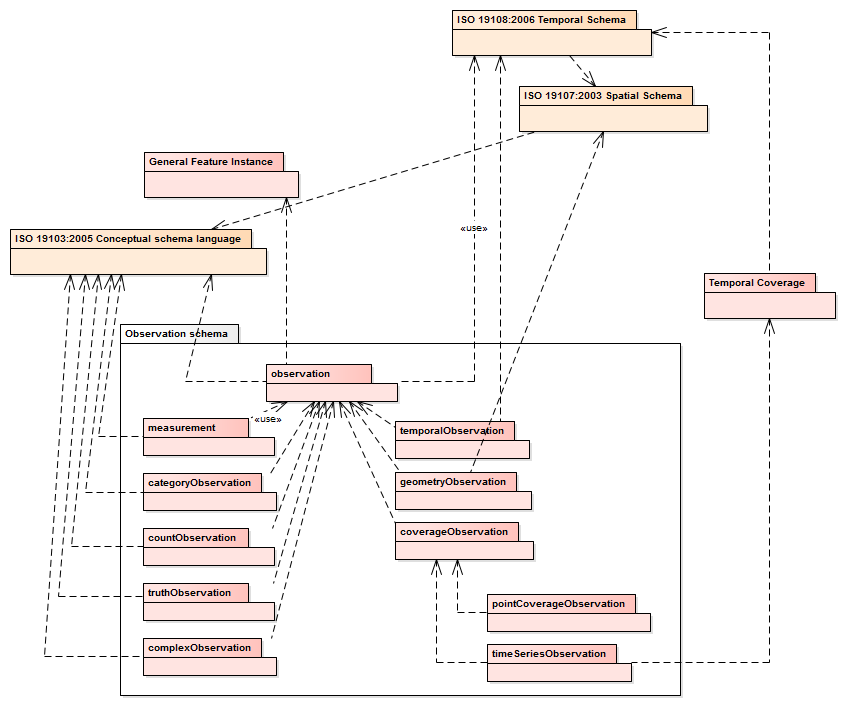 ISO 19108:2006 Temporal Schema
ISO 19107:2003 Spatial Schema
General Feature Instance
«use»
ISO 19103:2005 Conceptual schema language
Temporal Coverage
Observation schema
observation
«use»
measurement
temporalObservation
categoryObservation
geometryObservation
countObservation
coverageObservation
truthObservation
pointCoverageObservation
complexObservation
timeSeriesObservation